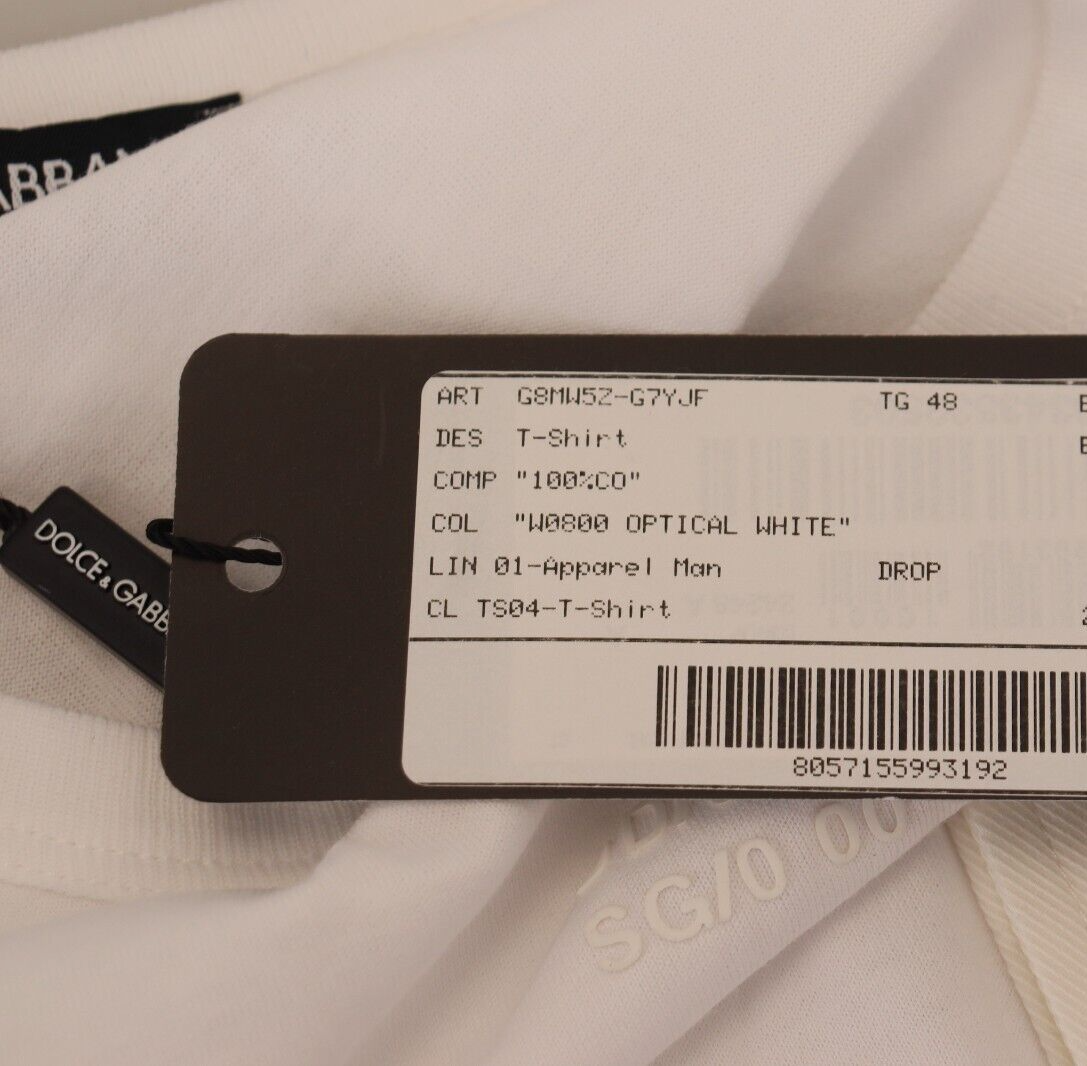 DOLCE & GABB
ART G8MW5Z-G7YJF TG 48
DES T-Shirt
COMP "100%CO"
COL "W0800 OPTICAL WHITE"
LIN 01-Apparel Man DROP
CL TS04-T-Shirt
8057155993192
SG/0 00